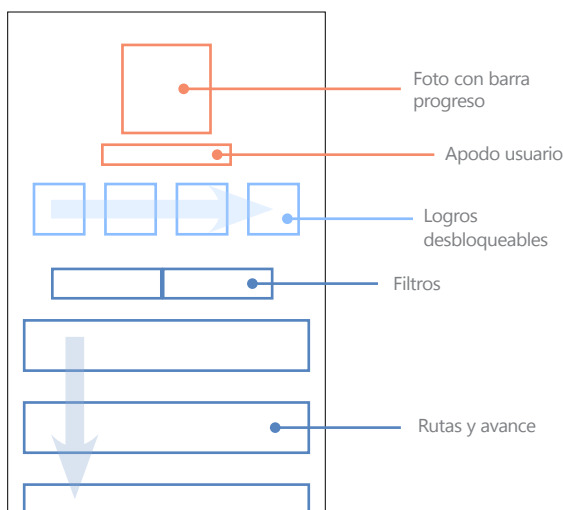 Foto con barra
progreso
Apodo usuario
Logros
desbloqueables
Filtros
Rutas y avance